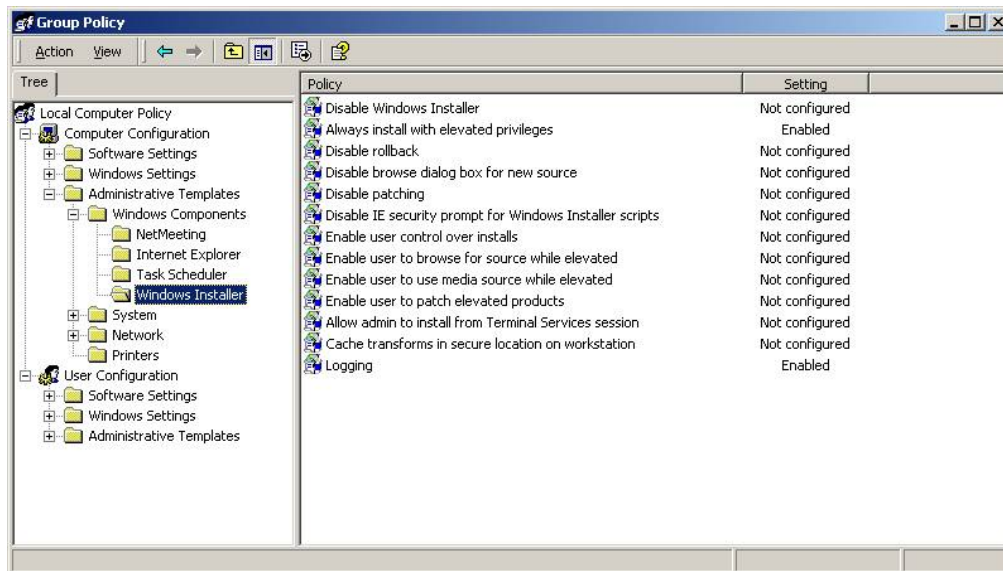 Group Policy
Action View
Tree
Local Computer Policy
Computer Configuration
Software Settings
Windows Settings
Administrative Templates
Windows Components
NetMeeting
Internet Explorer
Task Scheduler
Windows Installer
System
Network
Printers
User Configuration
Software Settings
Windows Settings
Administrative Templates
Policy Setting
Disable Windows Installer Not configured
Always install with elevated privileges Enabled
Disable rollback Not configured
Disable browse dialog box for new source Not configured
Disable patching Not configured
Disable IE security prompt for Windows Installer scripts Not configured
Enable user control over installs Not configured
Enable user to browse for source while elevated Not configured
Enable user to use media source while elevated Not configured
Enable user to patch elevated products Not configured
Allow admin to install from Terminal Services session Not configured
Cache transforms in secure location on workstation Not configured
Logging Enabled